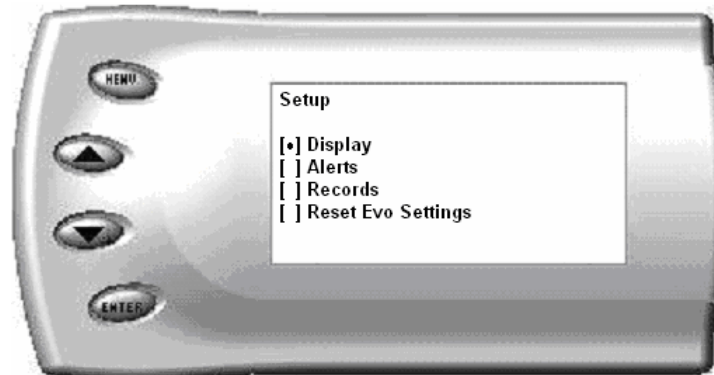 MENU
Setup
[•] Display
[ ] Alerts
[ ] Records
[ ] Reset Evo Settings
ENTER